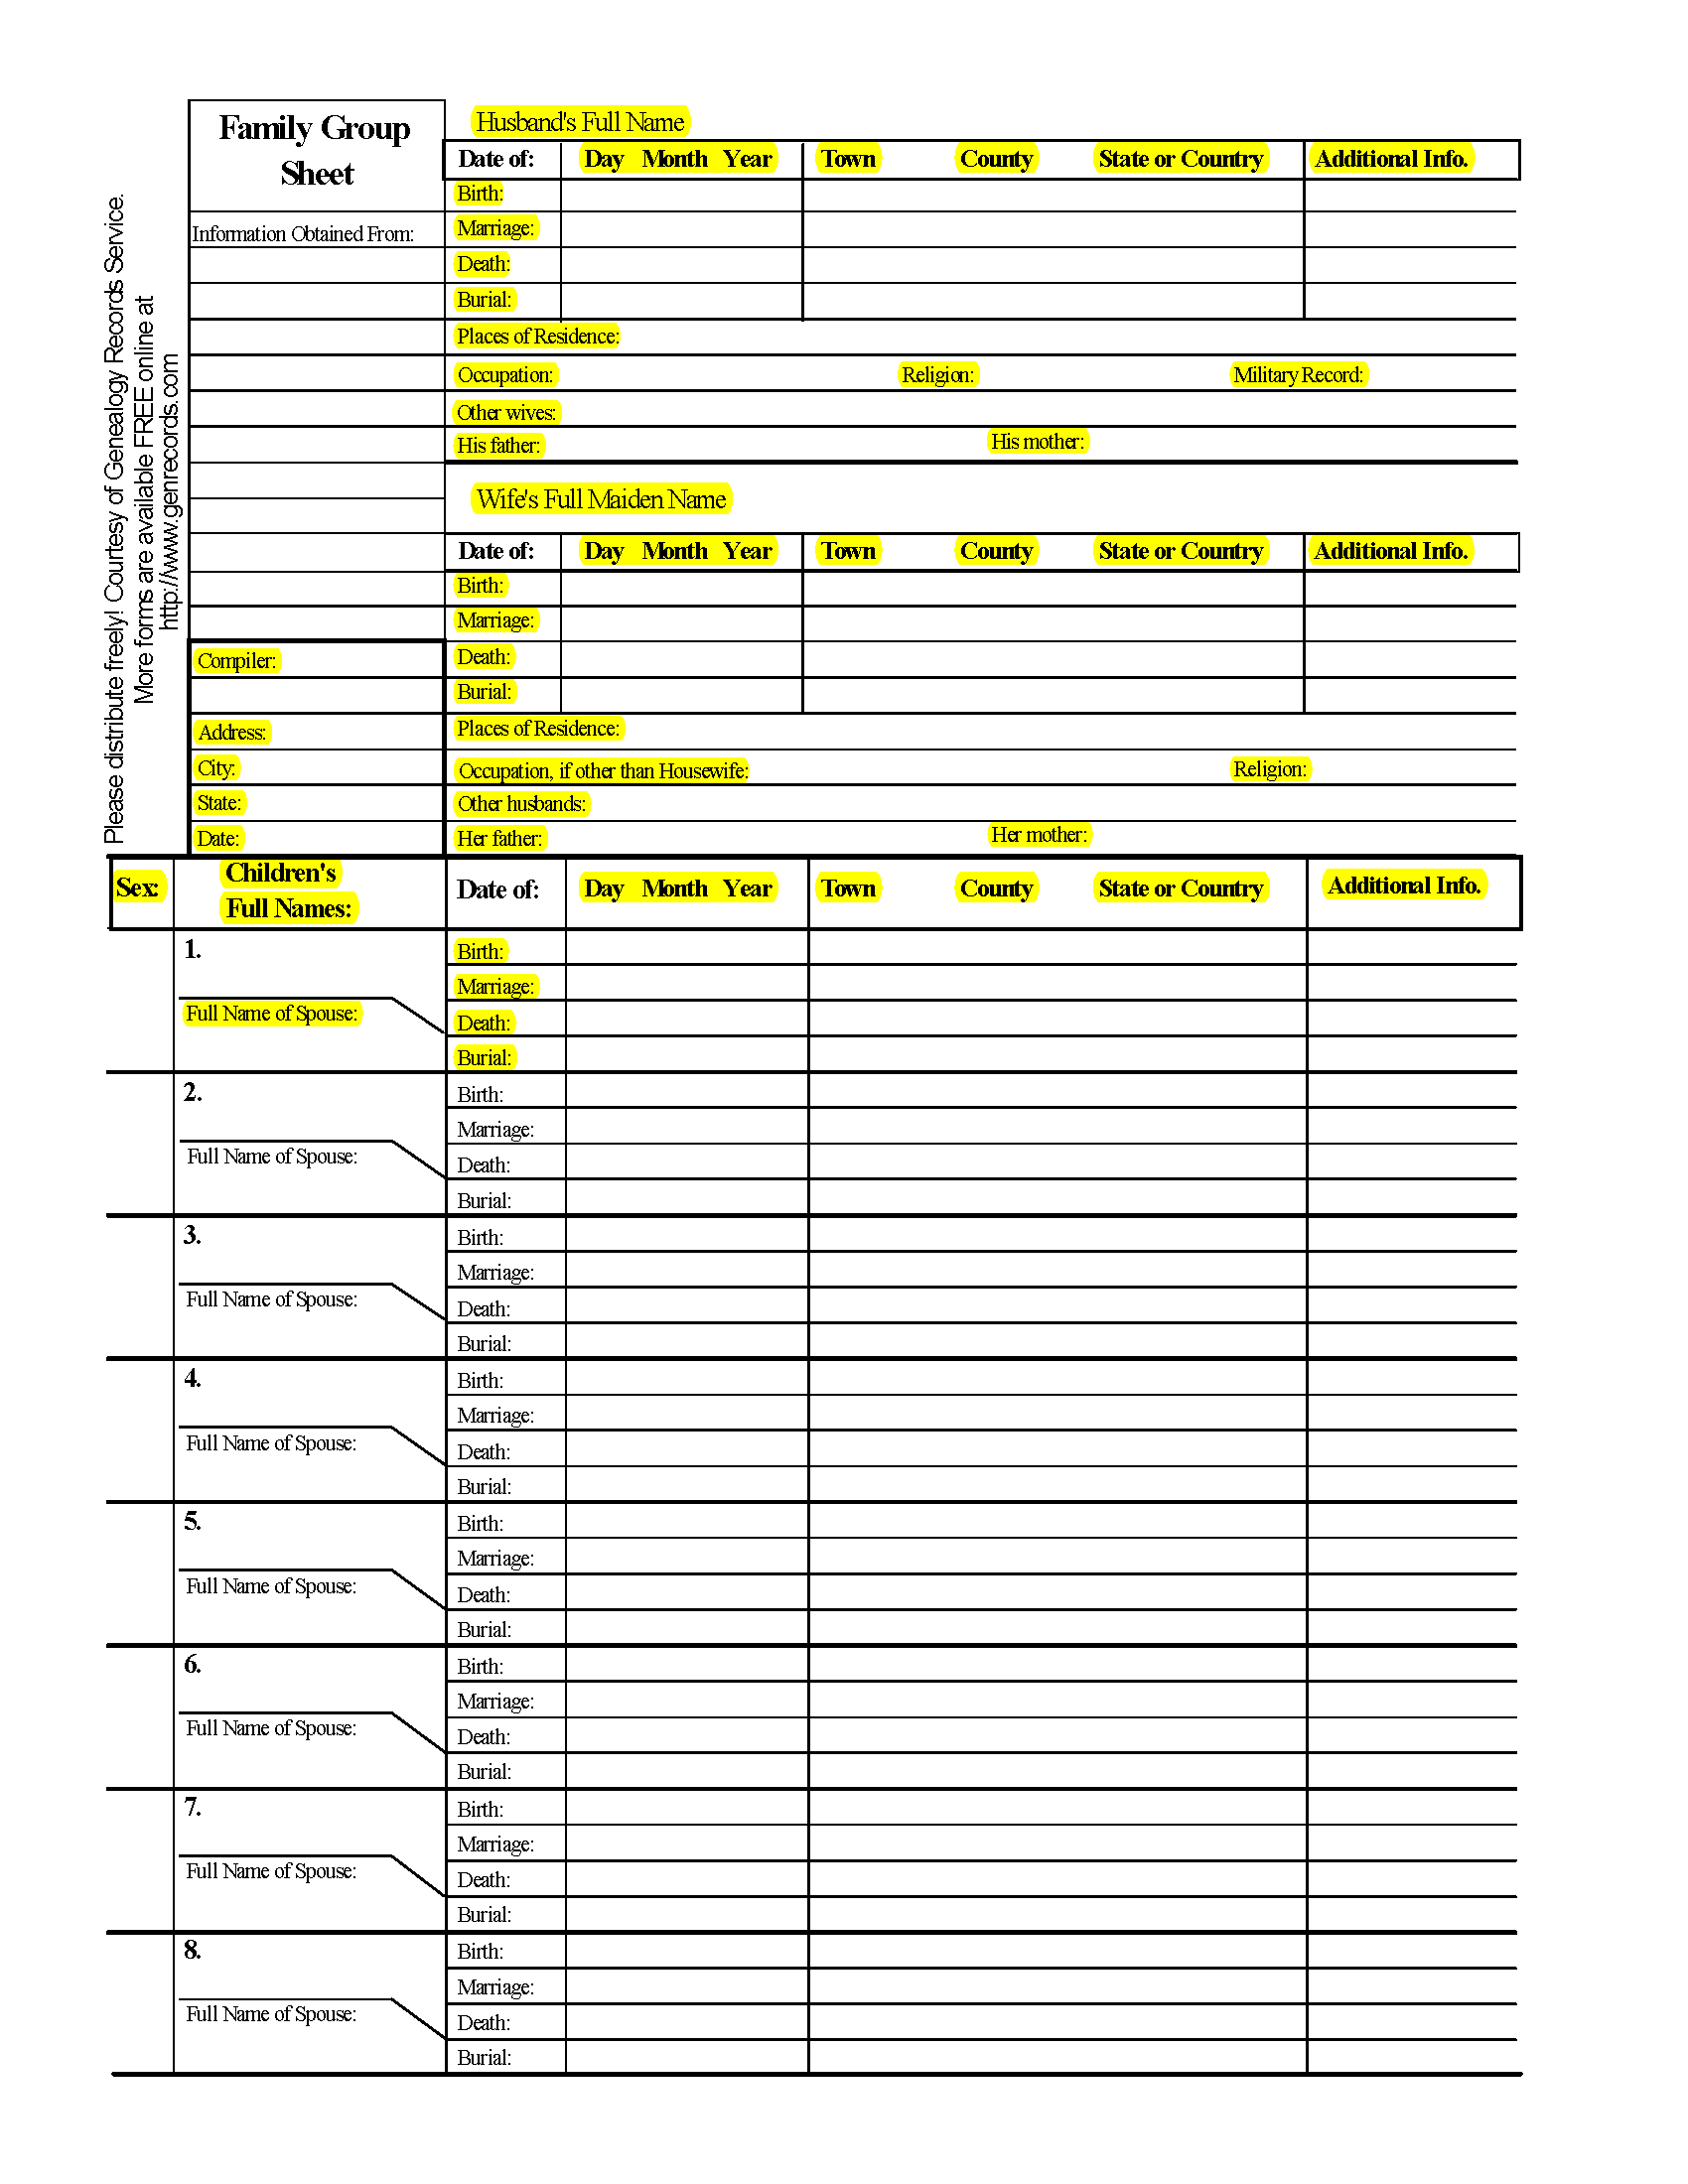 Please distribute freely! Courtesy of Genealogy Records Service.
More forms are available FREE online at
http://www.genrecords.com
Family Group
Sheet
Information Obtained From:
Husband's Full Name
Date of: Day Month Year Town County State or Country Additional Info.
Birth:
Marriage:
Death:
Burial:
Places of Residence:
Occupation: Religion: Military Record:
Other wives:
His father: His mother:
Wife's Full Maiden Name
Date of: Day Month Year Town County State or Country Additional Info.
Birth:
Marriage:
Death:
Burial:
Places of Residence:
Occupation, if other than Housewife: Religion:
Other husbands:
Her father: Her mother:
Compiler:
Address:
City:
State:
Date:
Sex: Children's
Full Names:
Date of: Day Month Year Town County State or Country Additional Info.
1.
Full Name of Spouse:
Birth:
Marriage:
Death:
Burial:
2.
Full Name of Spouse:
Birth:
Marriage:
Death:
Burial:
3.
Full Name of Spouse:
Birth:
Marriage:
Death:
Burial:
4.
Full Name of Spouse:
Birth:
Marriage:
Death:
Burial:
5.
Full Name of Spouse:
Birth:
Marriage:
Death:
Burial:
6.
Full Name of Spouse:
Birth:
Marriage:
Death:
Burial:
7.
Full Name of Spouse:
Birth:
Marriage:
Death:
Burial:
8.
Full Name of Spouse:
Birth:
Marriage:
Death:
Burial: